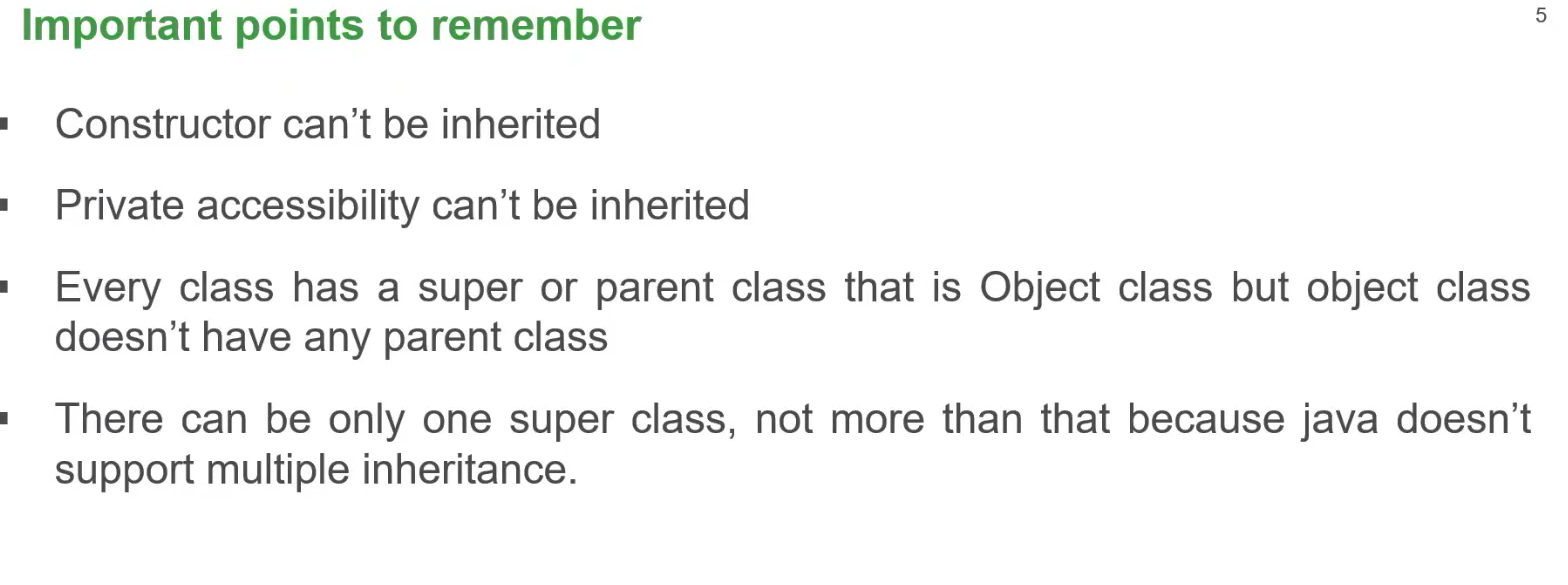 Important points to remember
5
▪ Constructor can’t be inherited
▪ Private accessibility can’t be inherited
▪ Every class has a super or parent class that is Object class but object class
doesn’t have any parent class
▪ There can be only one super class, not more than that because java doesn’t
support multiple inheritance.